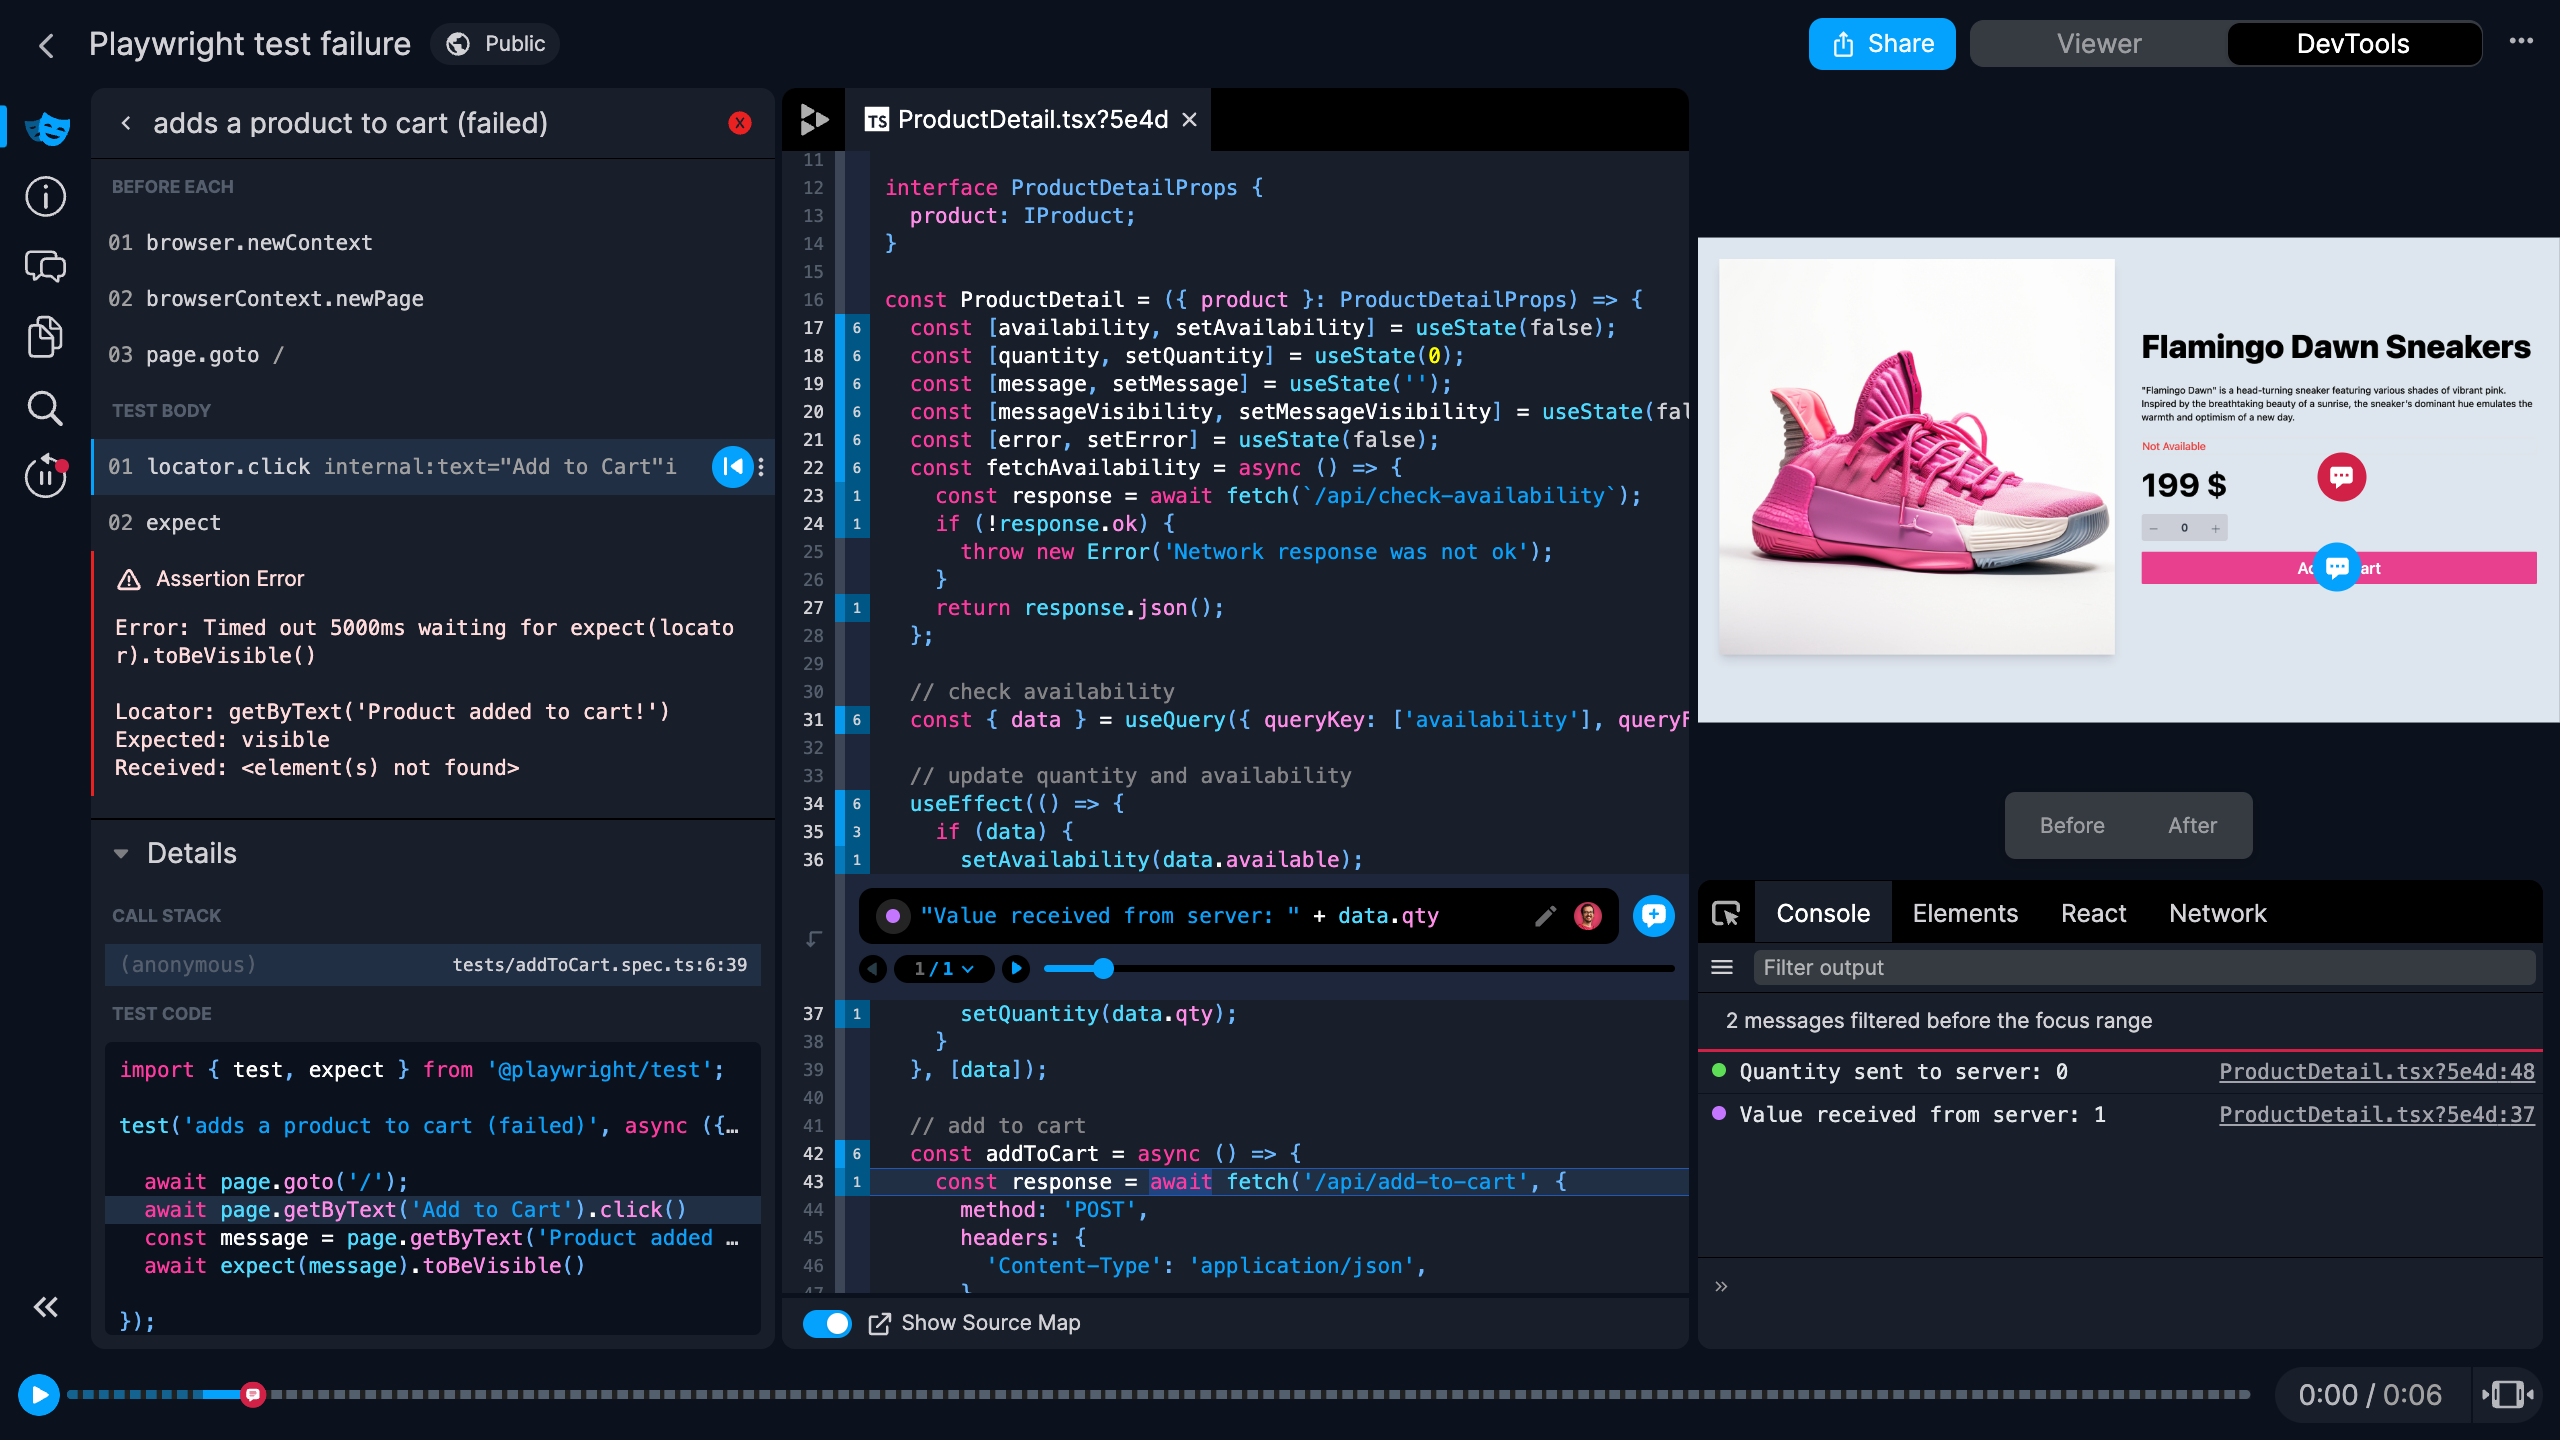 Playwright test failure
Public
Share
Viewer
DevTools
adds a product to cart (failed)
BEFORE EACH
01 browser.newContext
02 browserContext.newPage
03 page.goto /
TEST BODY
01 locator.click internal:text="Add to Cart"i
02 expect
Assertion Error
Error: Timed out 5000ms waiting for expect(locato
r).toBeVisible()
Locator: getByText('Product added to cart!')
Expected: visible
Received: <element(s) not found>
Details
CALL STACK
(anonymous) tests/addToCart.spec.ts:6:39
TEST CODE
import { test, expect } from '@playwright/test';
test('adds a product to cart (failed)', async ({…
await page.goto('/');
await page.getByText('Add to Cart').click()
const message = page.getByText('Product added …
await expect(message).toBeVisible()
});
TS ProductDetail.tsx?5e4d
11
12 interface ProductDetailProps {
13 product: IProduct;
14 }
15
16 const ProductDetail = ({ product }: ProductDetailProps) => {
17 6 const [availability, setAvailability] = useState(false);
18 6 const [quantity, setQuantity] = useState(0);
19 6 const [message, setMessage] = useState('');
20 6 const [messageVisibility, setMessageVisibility] = useState(fal
21 6 const [error, setError] = useState(false);
22 6 const fetchAvailability = async () => {
23 1 const response = await fetch(`/api/check-availability`);
24 1 if (!response.ok) {
25 throw new Error('Network response was not ok');
26 }
27 1 return response.json();
28 };
29
30 // check availability
31 6 const { data } = useQuery({ queryKey: ['availability'], queryF
32
33 // update quantity and availability
34 6 useEffect(() => {
35 3 if (data) {
36 1 setAvailability(data.available);
"Value received from server: " + data.qty
1/1
37 1 setQuantity(data.qty);
38 }
39 }, [data]);
40
41 // add to cart
42 6 const addToCart = async () => {
43 1 const response = await fetch('/api/add-to-cart', {
44 method: 'POST',
45 headers: {
46 'Content-Type': 'application/json',
47 }
Show Source Map
Flamingo Dawn Sneakers
"Flamingo Dawn" is a head-turning sneaker featuring various shades of vibrant pink.
Inspired by the breathtaking beauty of a sunrise, the sneaker's dominant hue emulates the
warmth and optimism of a new day.
Not Available
199 $
− 0 +
art
Before
After
Console
Elements
React
Network
Filter output
2 messages filtered before the focus range
Quantity sent to server: 0 ProductDetail.tsx?5e4d:48
Value received from server: 1 ProductDetail.tsx?5e4d:37
»
0:00 / 0:06